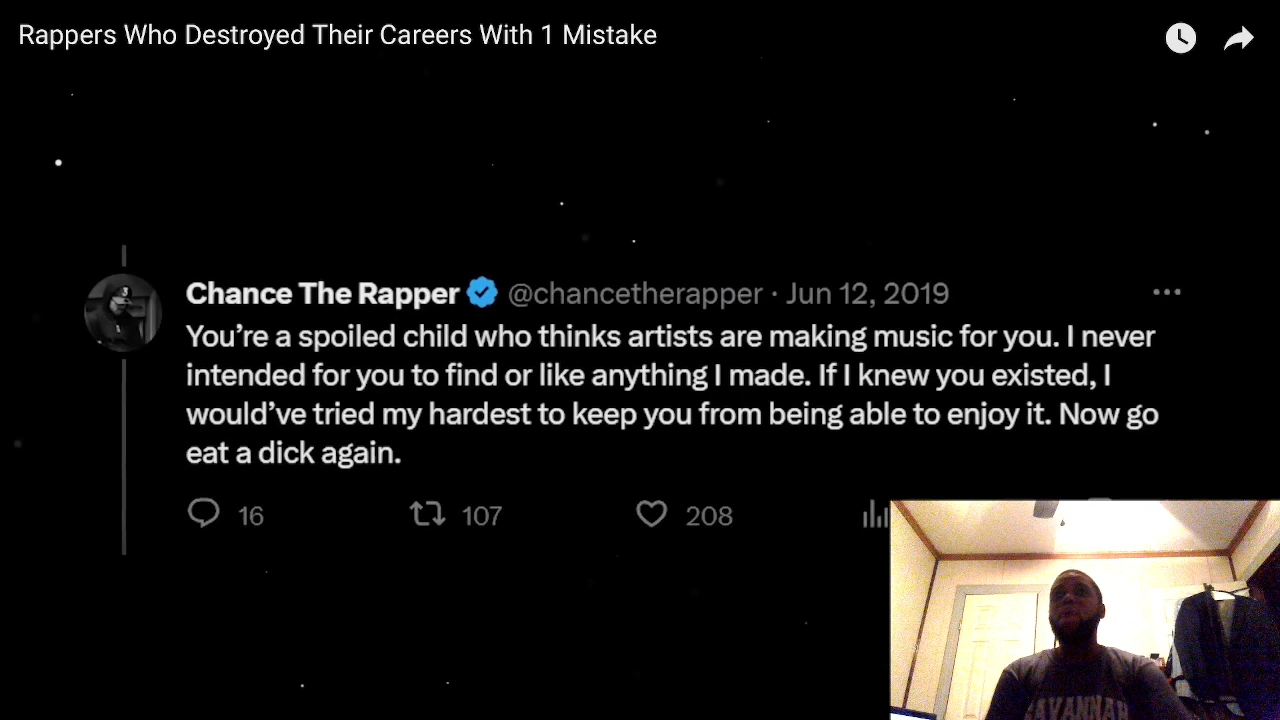 Rappers Who Destroyed Their Careers With 1 Mistake
Chance The Rapper @chancetherapper · Jun 12, 2019
You’re a spoiled child who thinks artists are making music for you. I never
intended for you to find or like anything I made. If I knew you existed, I
would’ve tried my hardest to keep you from being able to enjoy it. Now go
eat a dick again.
16 107 208
SAVANNAH